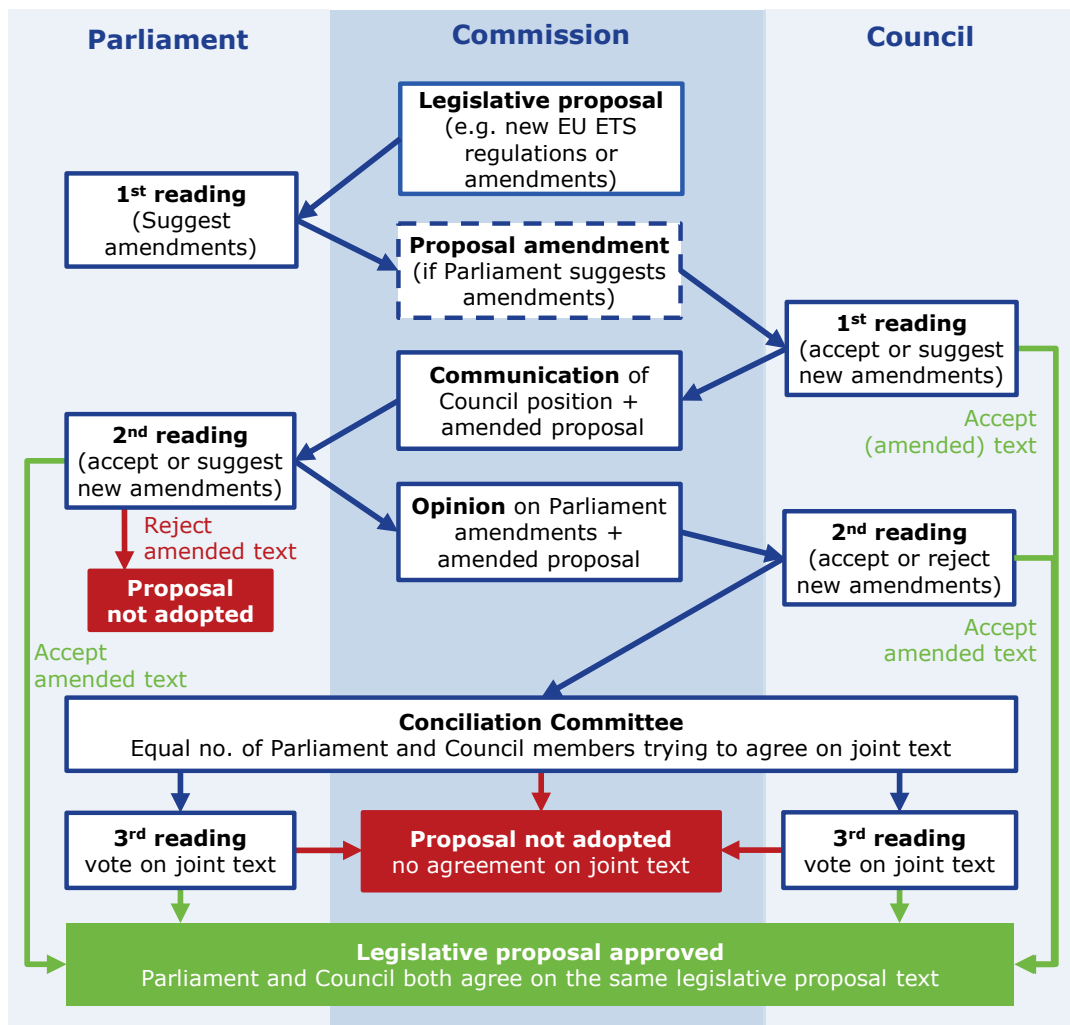 Parliament
Commission
Council
Legislative proposal
(e.g. new EU ETS
regulations or
amendments)
1st reading
(Suggest
amendments)
Proposal amendment
(if Parliament suggests
amendments)
1st reading
(accept or suggest
new amendments)
Communication of
Council position +
amended proposal
Accept
(amended) text
2nd reading
(accept or suggest
new amendments)
Opinion on Parliament
amendments +
amended proposal
Reject
amended text
2nd reading
(accept or reject
new amendments)
Proposal
not adopted
Accept
amended text
Accept
amended text
Conciliation Committee
Equal no. of Parliament and Council members trying to agree on joint text
3rd reading
vote on joint text
Proposal not adopted
no agreement on joint text
3rd reading
vote on joint text
Legislative proposal approved
Parliament and Council both agree on the same legislative proposal text